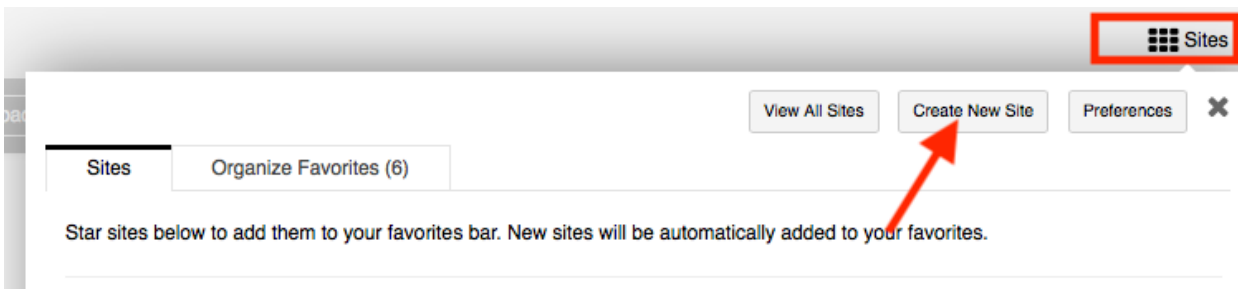 Sites
View All Sites Create New Site Preferences
Sites Organize Favorites (6)
Star sites below to add them to your favorites bar. New sites will be automatically added to your favorites.